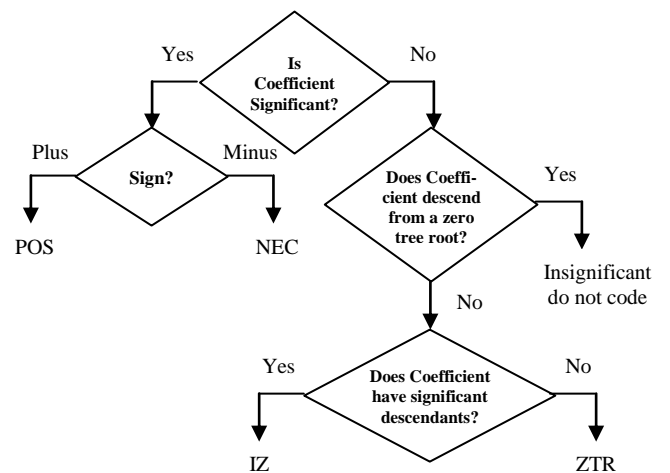 Yes
Is
Coefficient
Significant?
No
Plus
Sign?
Minus
POS
NEC
Does Coeffi-
cient descend
from a zero
tree root?
Yes
Insignificant
do not code
No
Yes
Does Coefficient
have significant
descendants?
No
IZ
ZTR